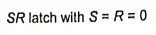 SR latch with S = R = 0